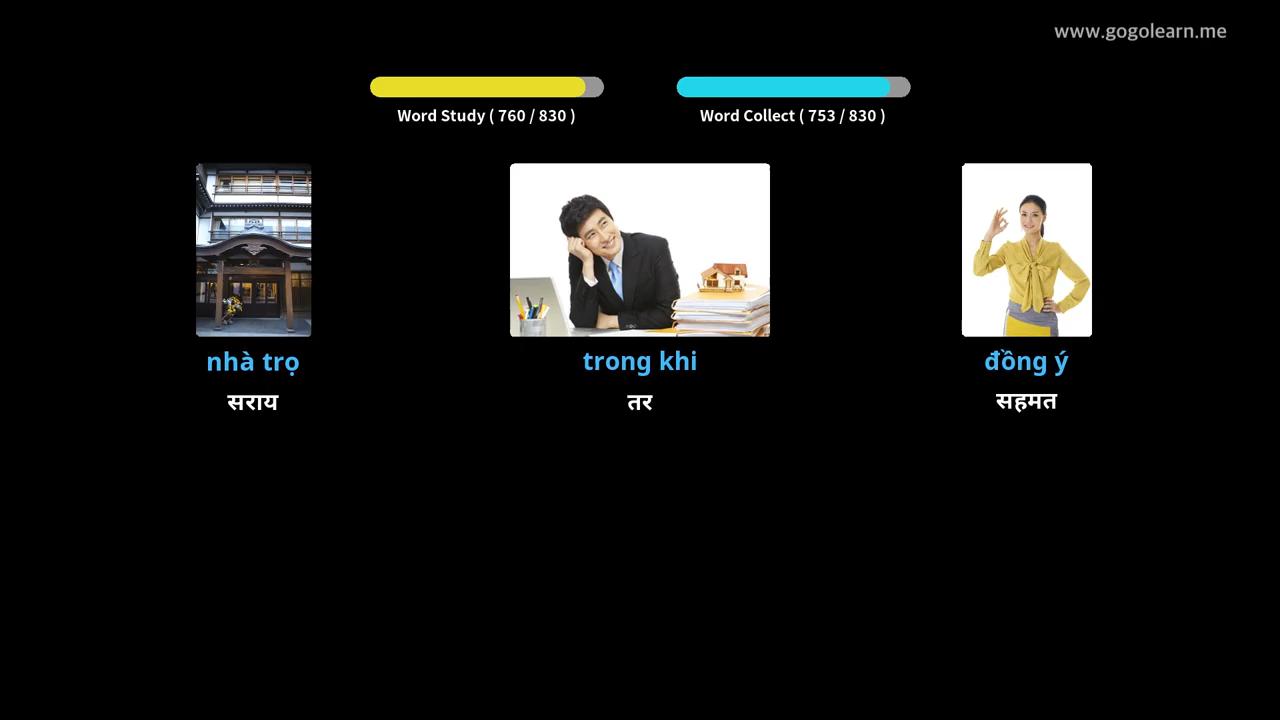 www.gogolearn.me
Word Study ( 760 / 830 )
Word Collect ( 753 / 830 )
nhà trọ
trong khi
đồng ý
सराय
तर
सहमत